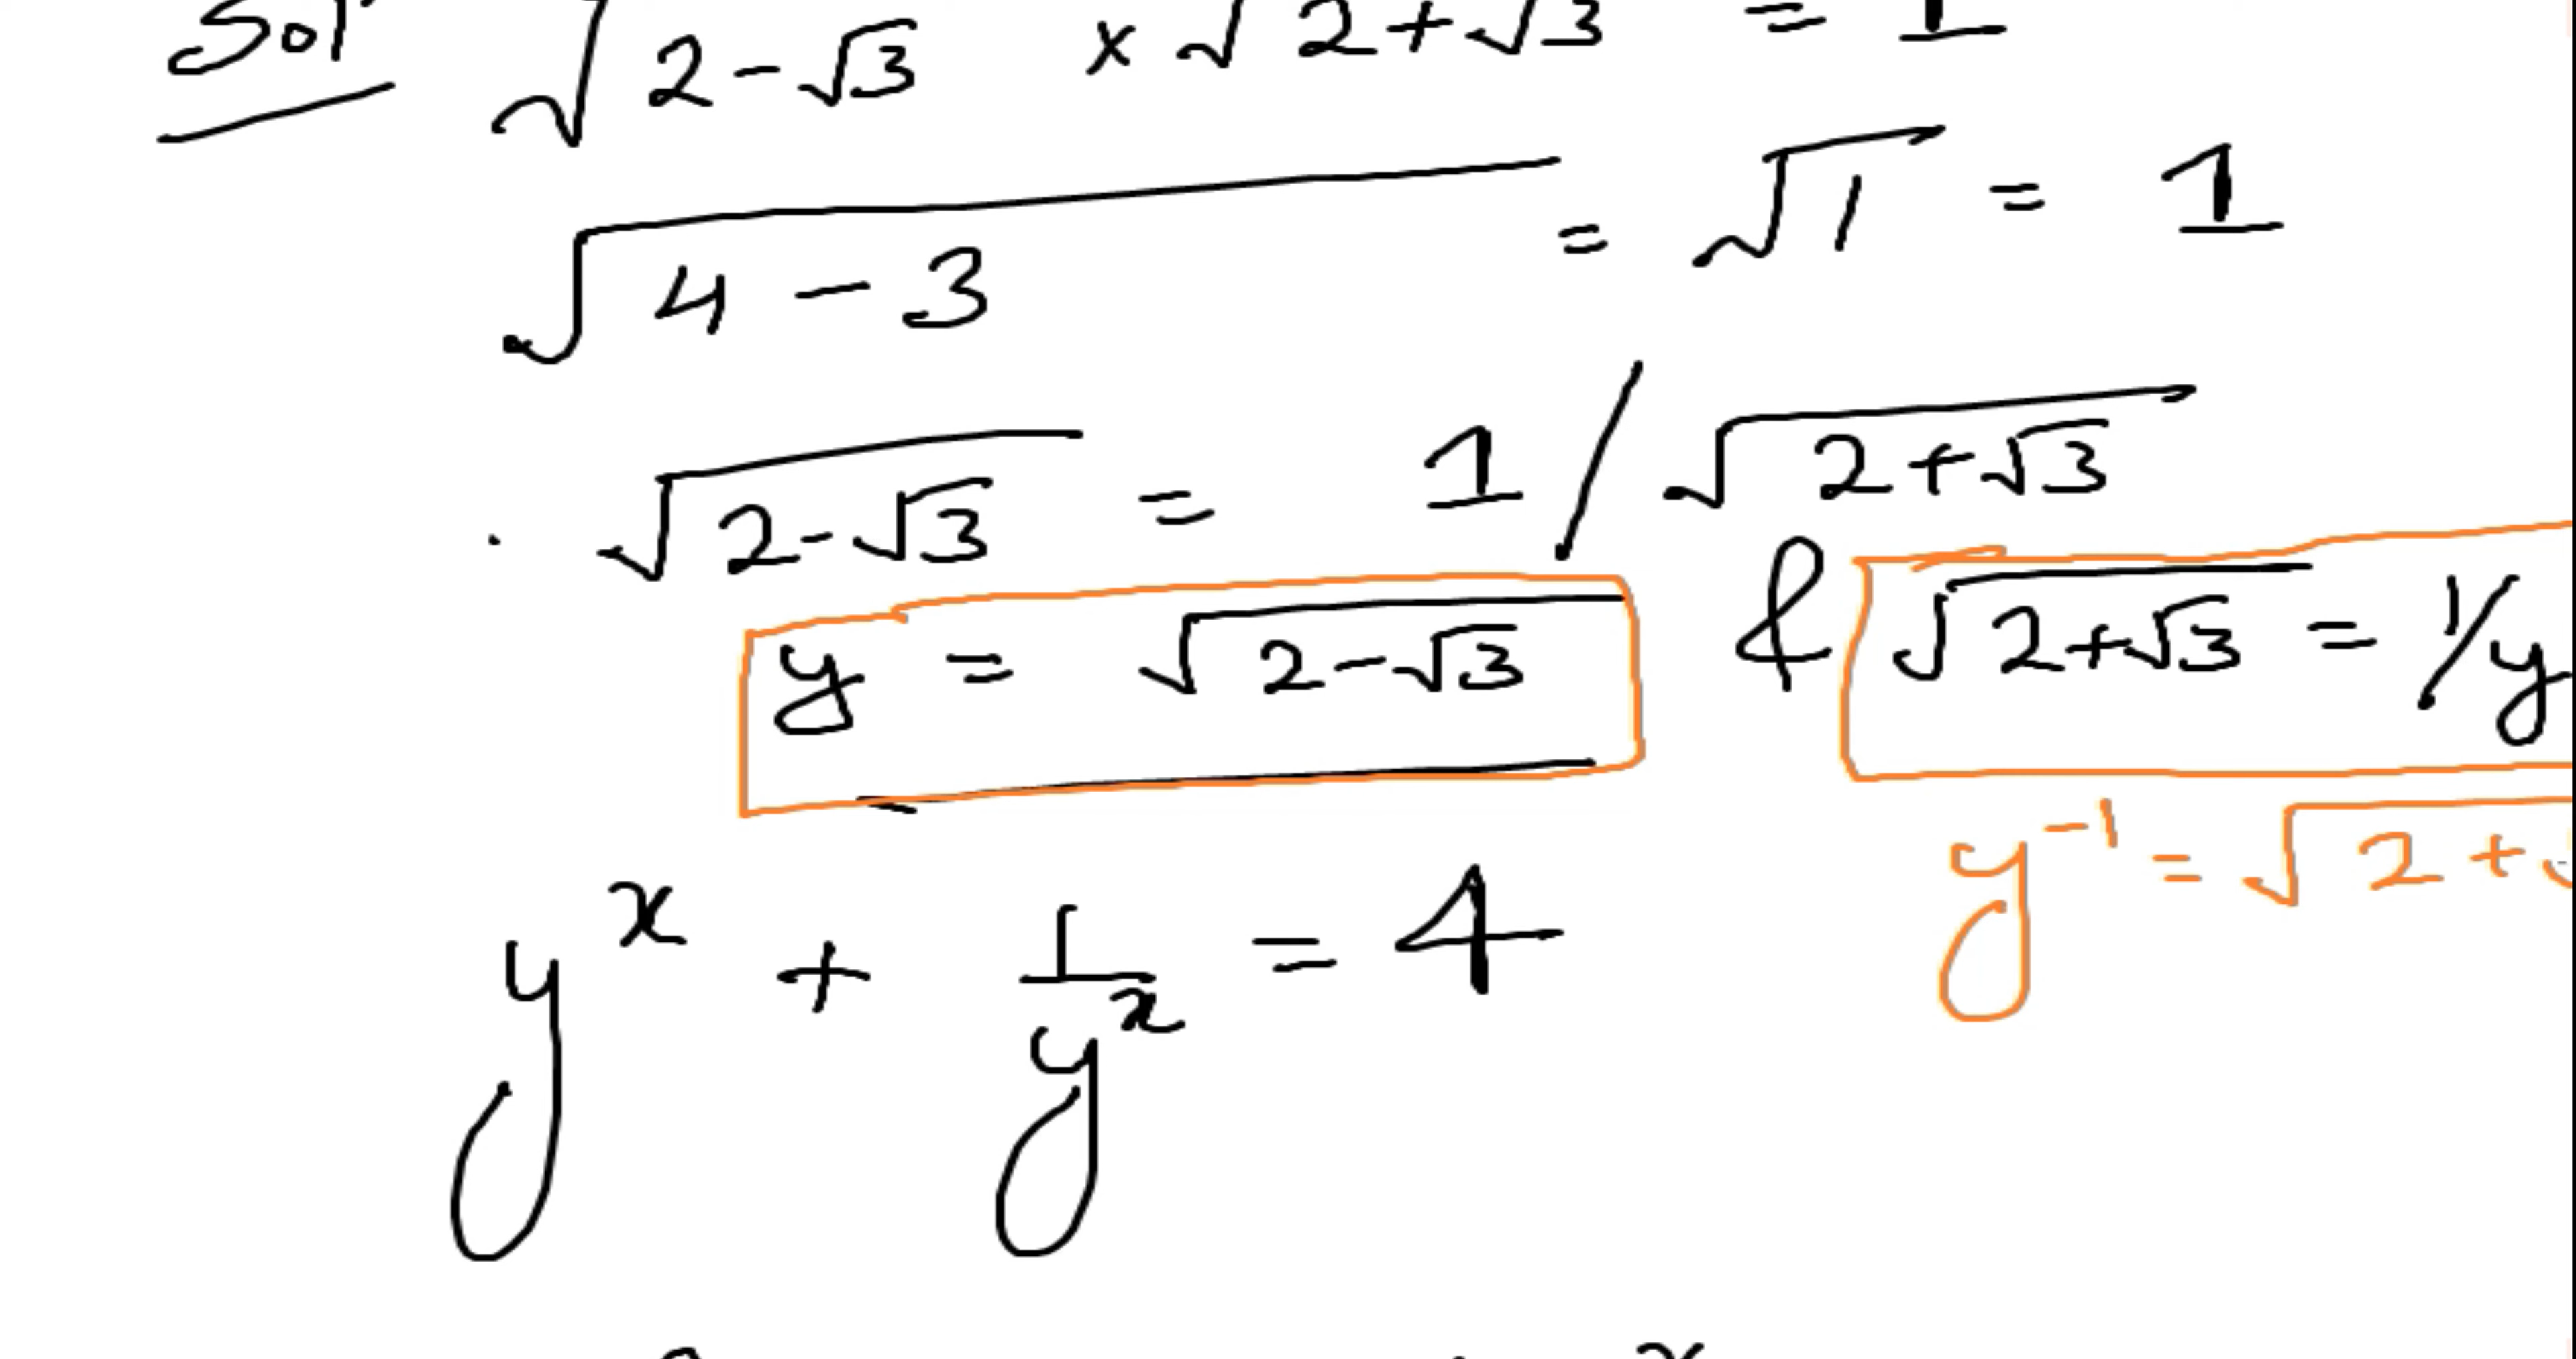 Sol √2-√3 × √2+√3 = 1
√4-3 = √1 = 1
√2-√3 = 1/√2+√3
y = √2-√3 & √2+√3 = 1/y
y⁻¹ = √2+
yˣ + 1/yˣ = 4